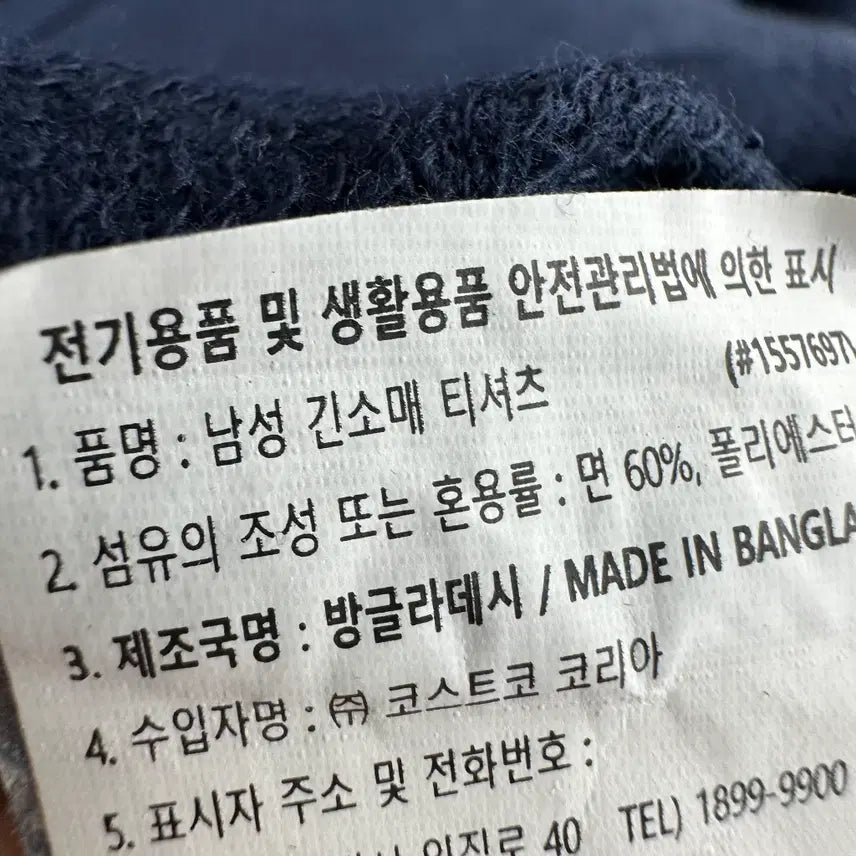 전기용품 및 생활용품 안전관리법에 의한 표시
(#1557697)
1. 품명 : 남성 긴소매 티셔츠
2. 섬유의 조성 또는 혼용률 : 면 60%, 폴리에스터
3. 제조국명 : 방글라데시 / MADE IN BANGLA
4. 수입자명 : ㈜ 코스트코 코리아
5. 표시자 주소 및 전화번호 :
40 TEL) 1899-9900